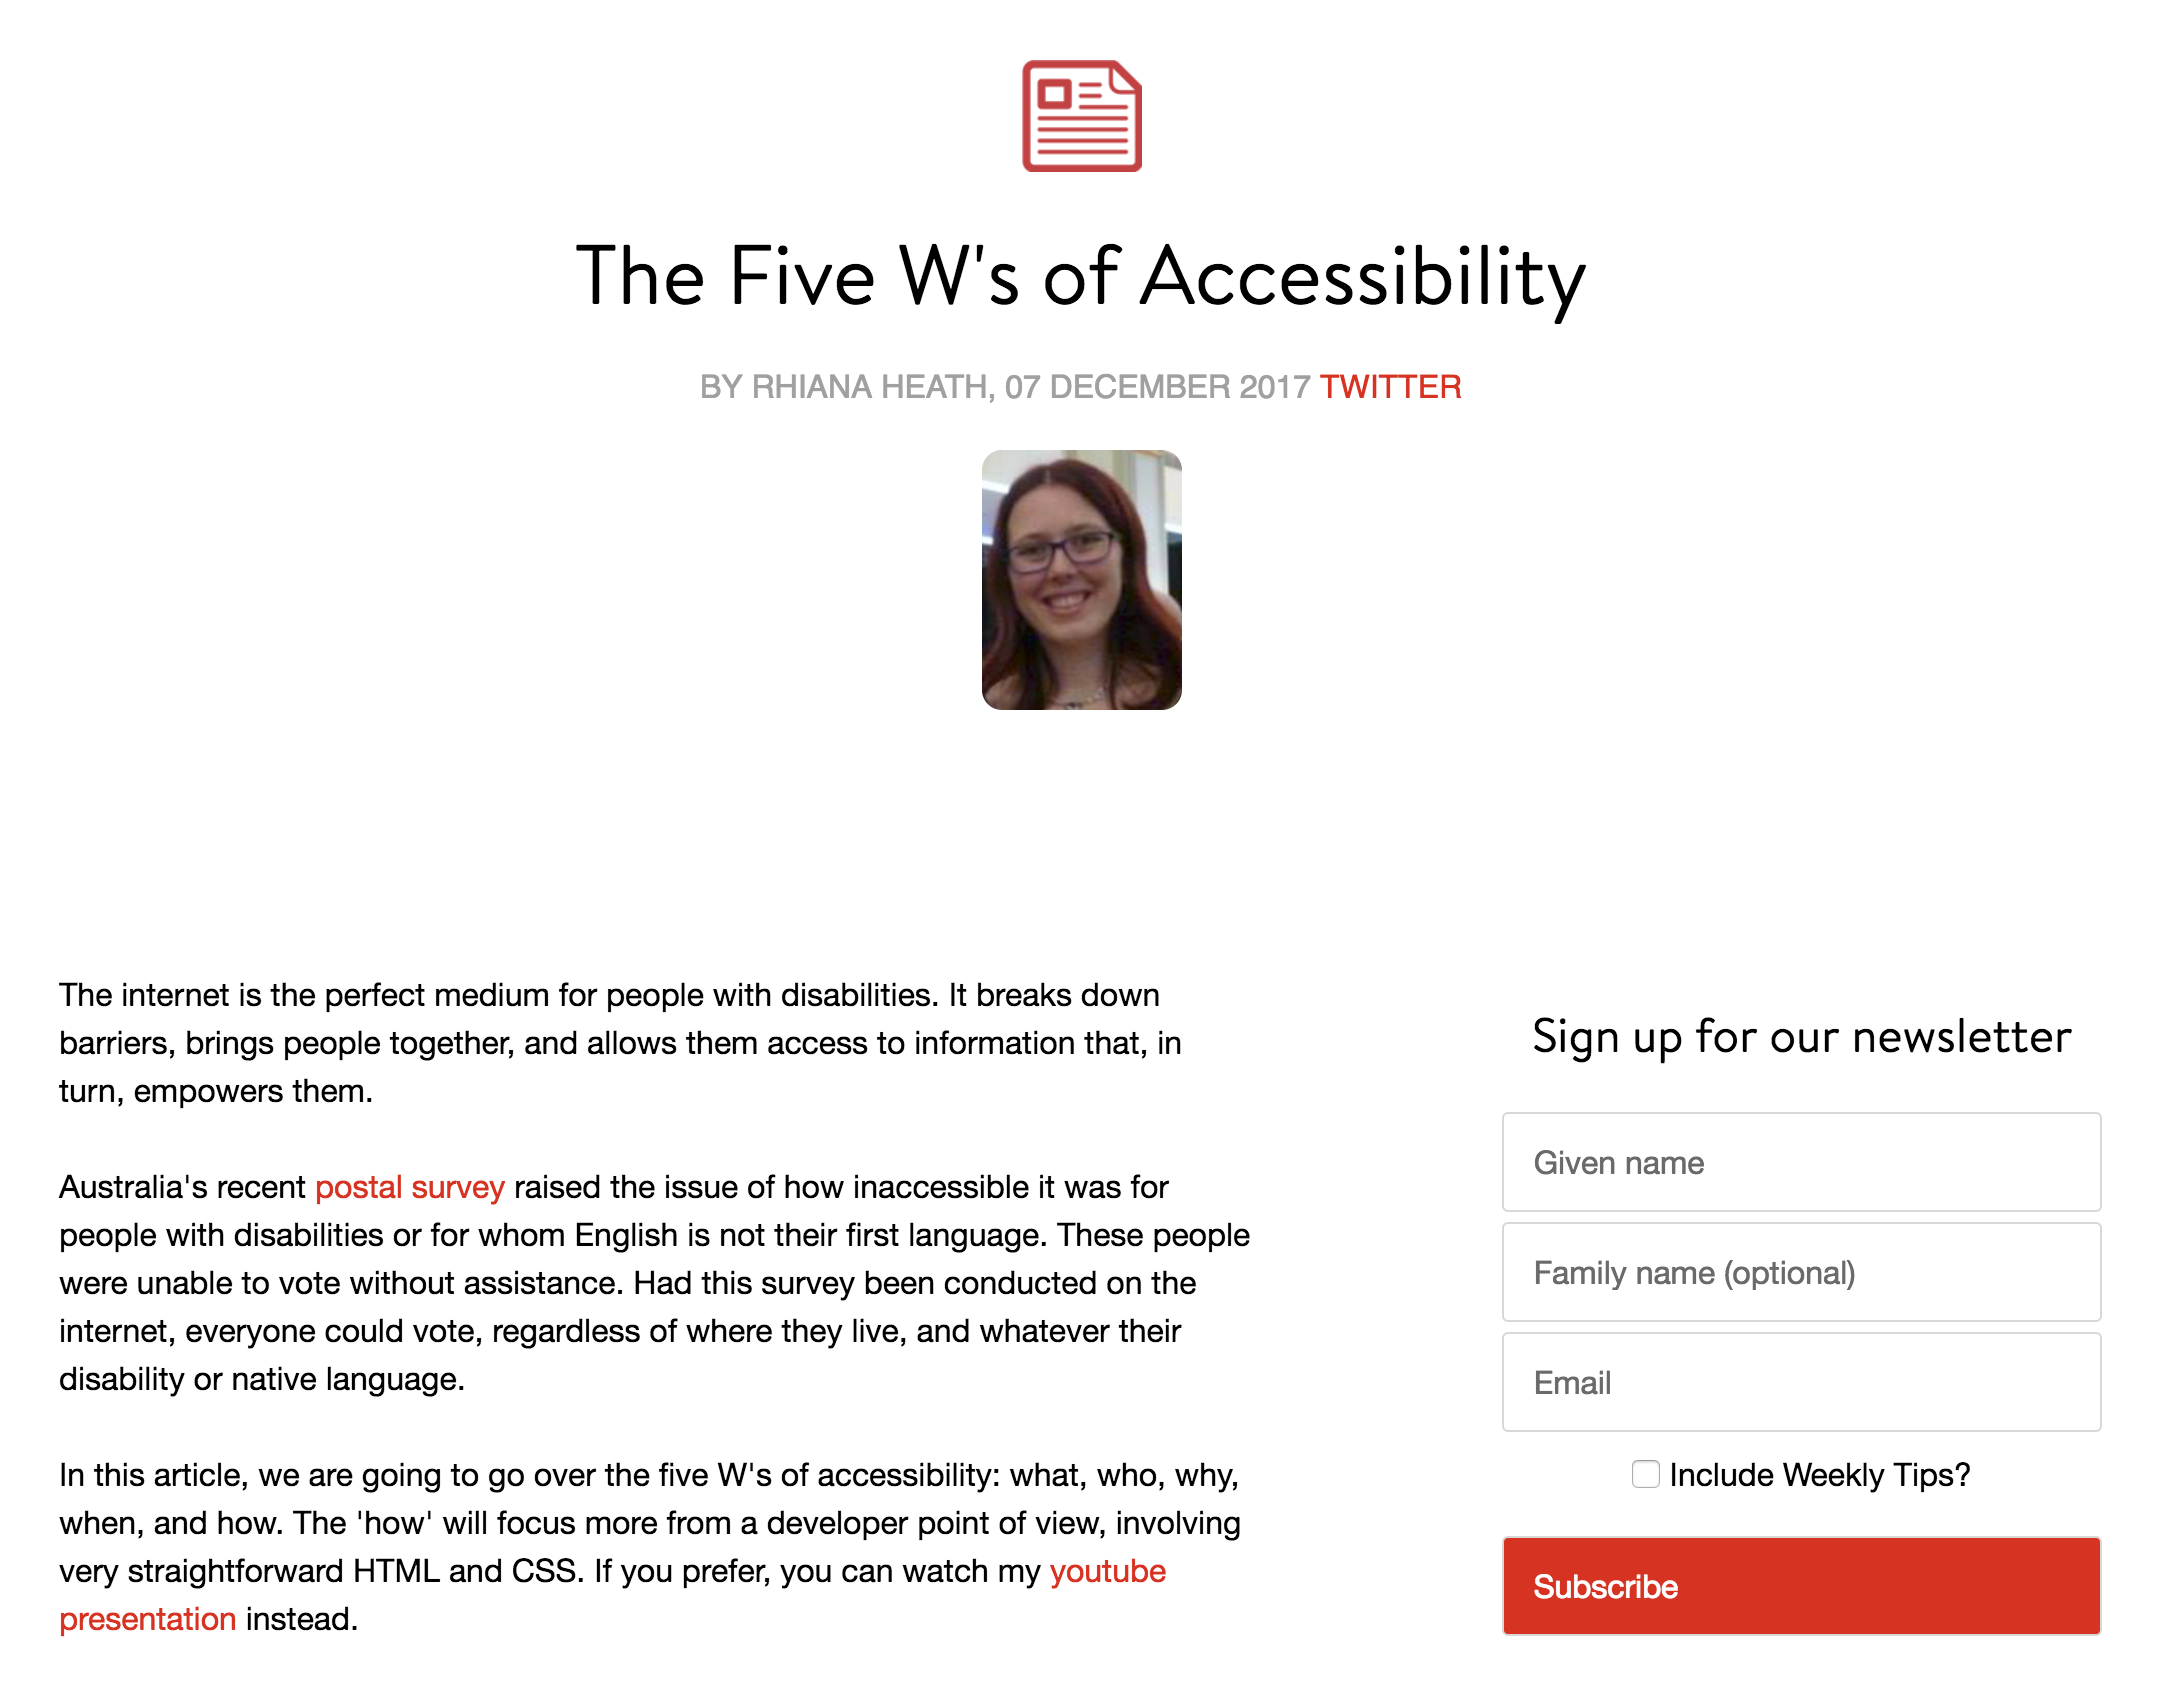 The Five W's of Accessibility
BY RHIANA HEATH, 07 DECEMBER 2017 TWITTER
The internet is the perfect medium for people with disabilities. It breaks down
barriers, brings people together, and allows them access to information that, in
turn, empowers them.
Australia's recent postal survey raised the issue of how inaccessible it was for
people with disabilities or for whom English is not their first language. These people
were unable to vote without assistance. Had this survey been conducted on the
internet, everyone could vote, regardless of where they live, and whatever their
disability or native language.
In this article, we are going to go over the five W's of accessibility: what, who, why,
when, and how. The 'how' will focus more from a developer point of view, involving
very straightforward HTML and CSS. If you prefer, you can watch my youtube
presentation instead.
Sign up for our newsletter
Given name
Family name (optional)
Email
Include Weekly Tips?
Subscribe